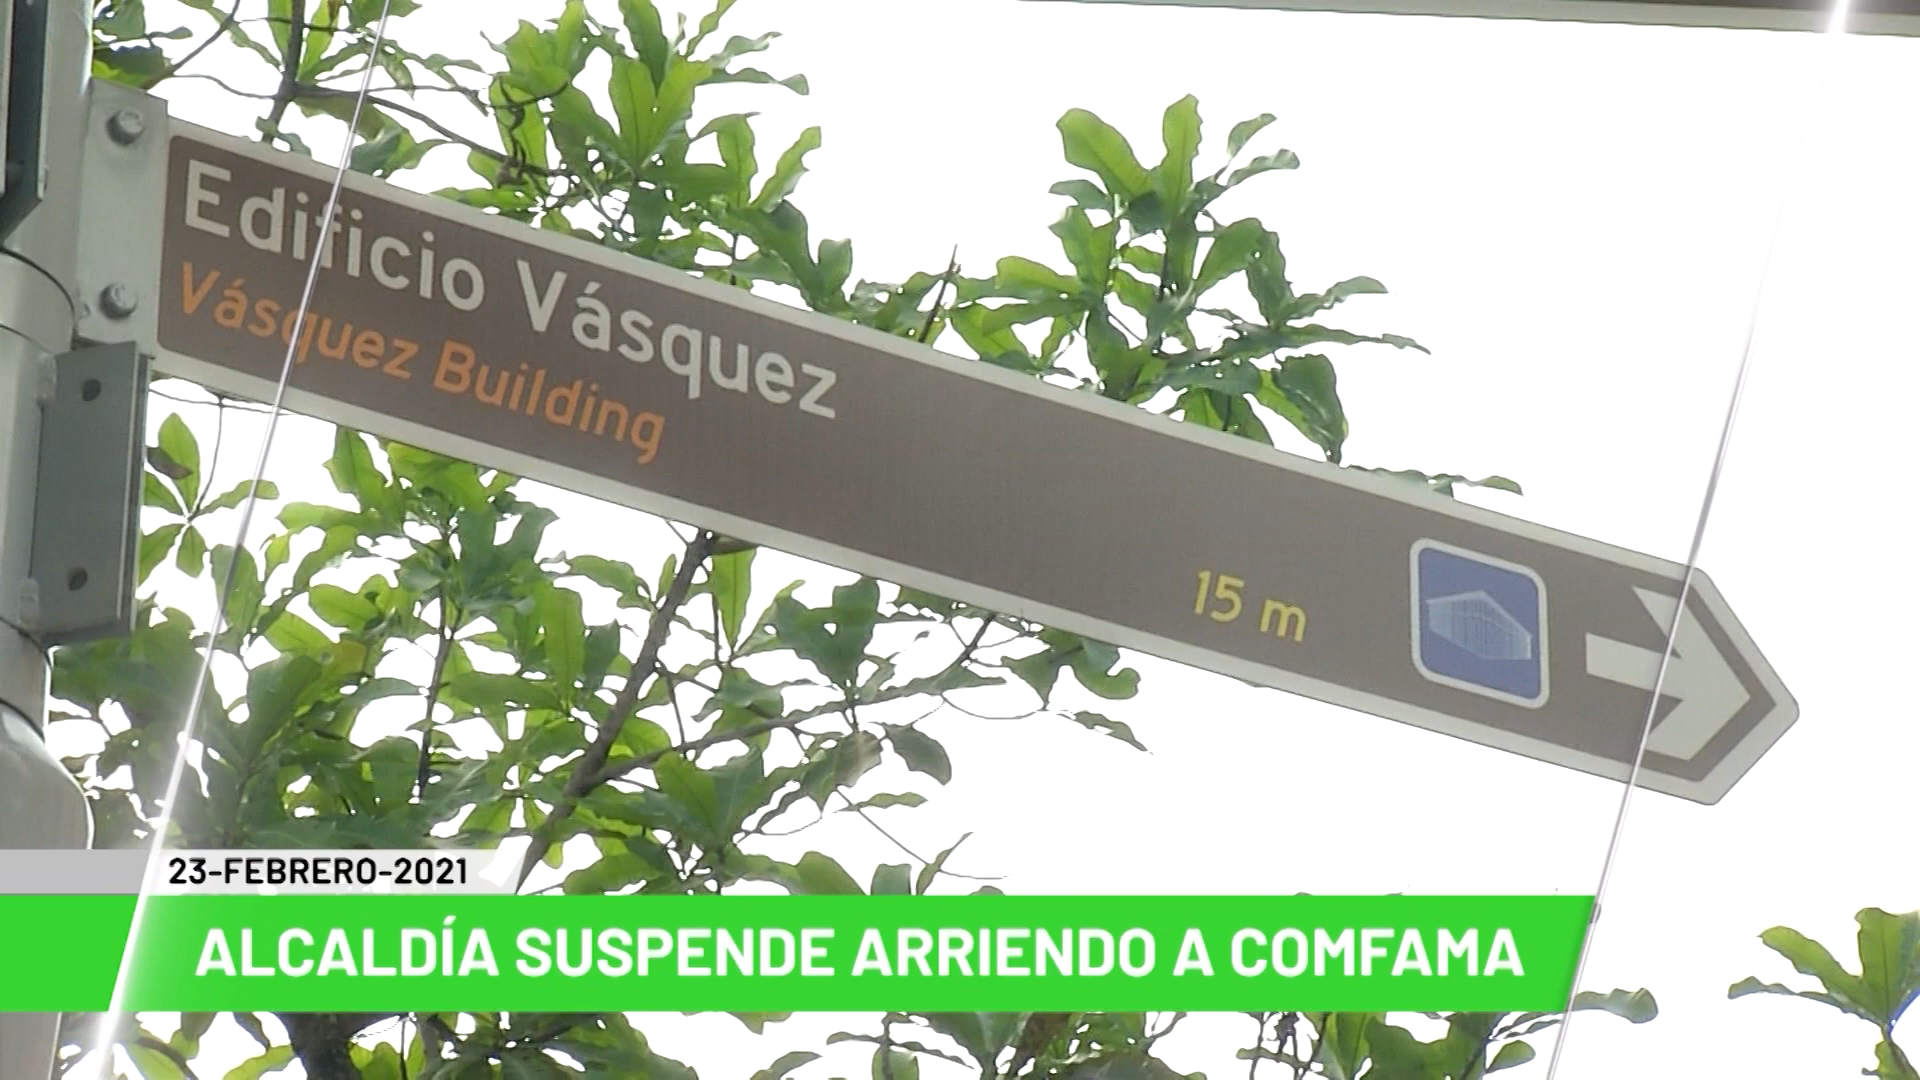 Edificio Vásquez
Vásquez Building
15 m
23-FEBRERO-2021
ALCALDÍA SUSPENDE ARRIENDO A COMFAMA